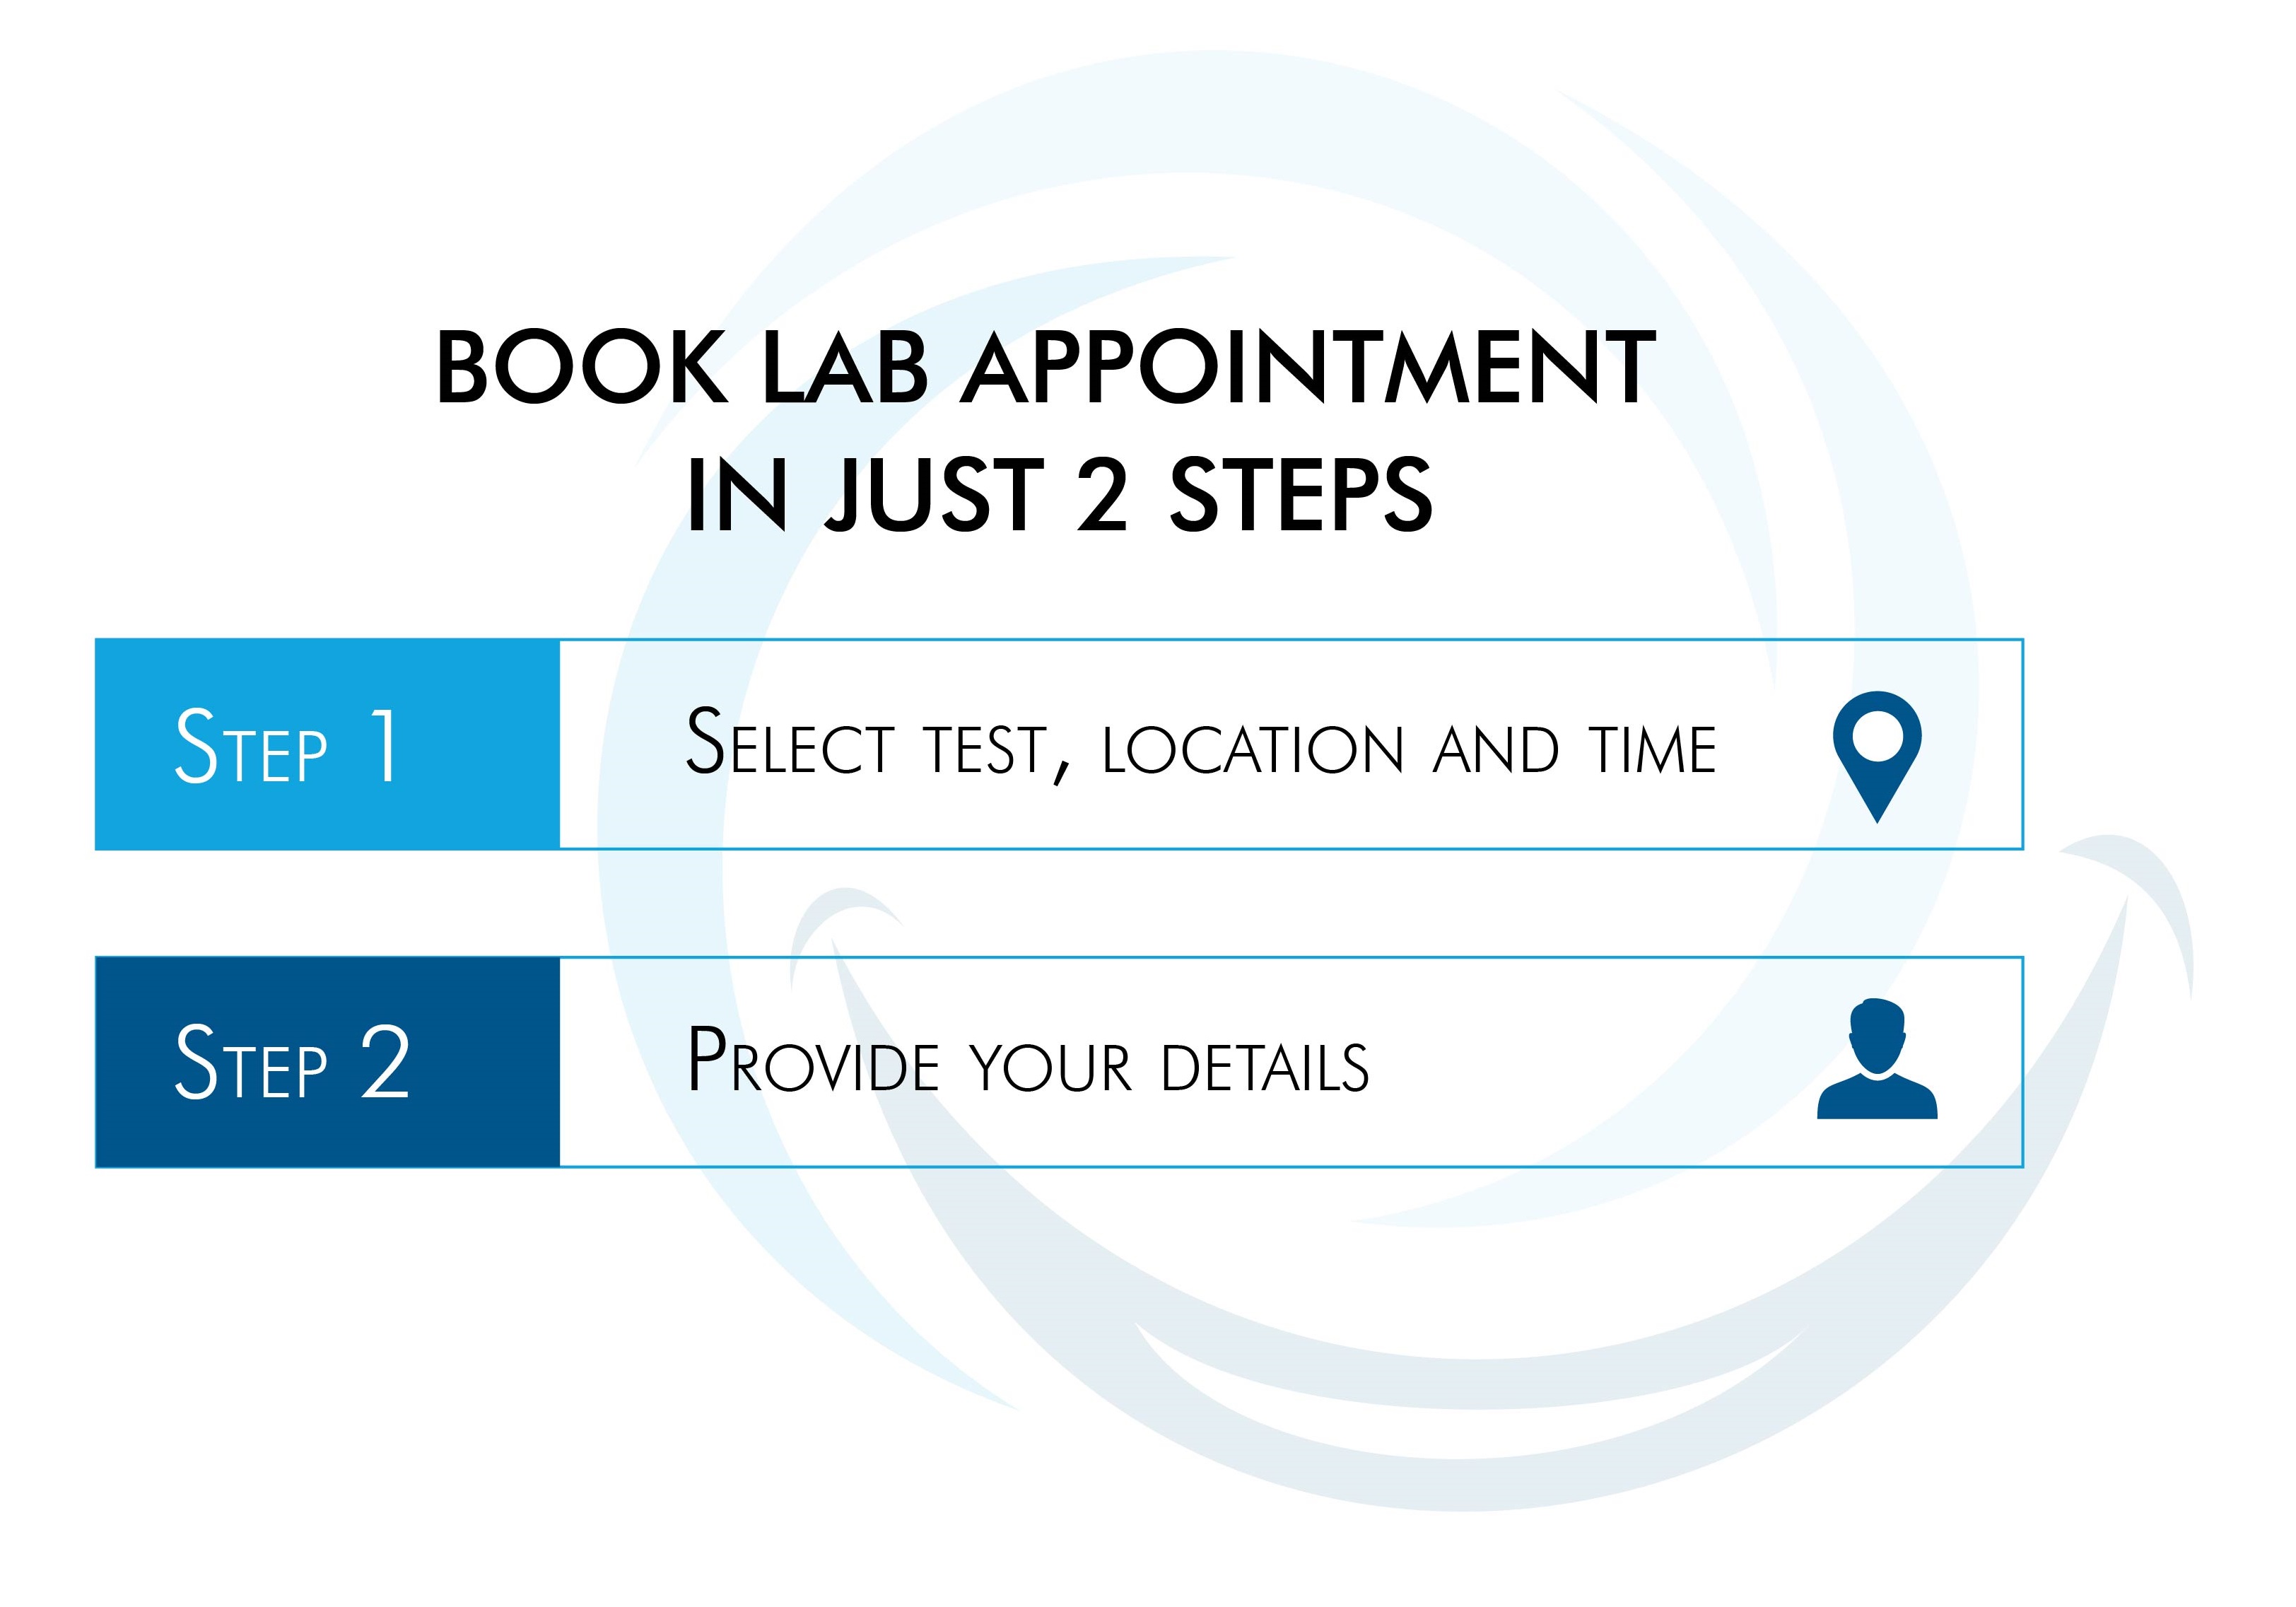 BOOK LAB APPOINTMENT
IN JUST 2 STEPS
Step 1
Select test, location and time
Step 2
Provide your details